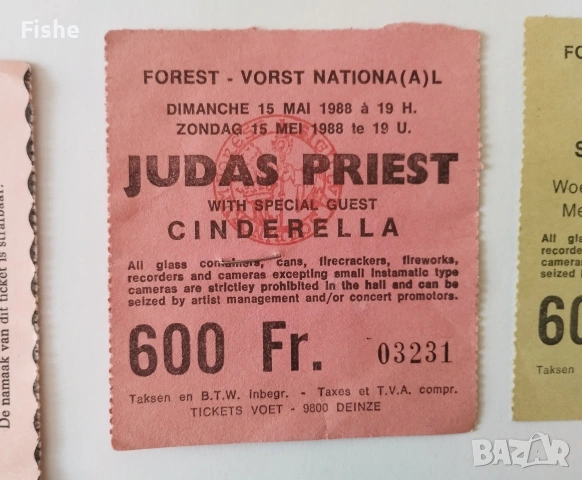 Fishe
FOREST - VORST NATIONA(A)L
DIMANCHE 15 MAI 1988 à 19 H.
ZONDAG 15 MEI 1988 te 19 U.
JUDAS PRIEST
WITH SPECIAL GUEST
CINDERELLA
All glass containers, cans, firecrackers, fireworks,
recorders and cameras excepting small Instamatic type
cameras are strictley prohibited in the hall and can be
seized by artist management and/or concert promotors.
600 Fr. 03231
Taksen en B.T.W. inbegr. - Taxes et T.V.A. compr.
TICKETS VOET - 9800 DEINZE
De namaak van dit ticket is strafbaar.
FO
S
Woe
Me
All gl
recorde
camera
seized
60
Taksen
bazar